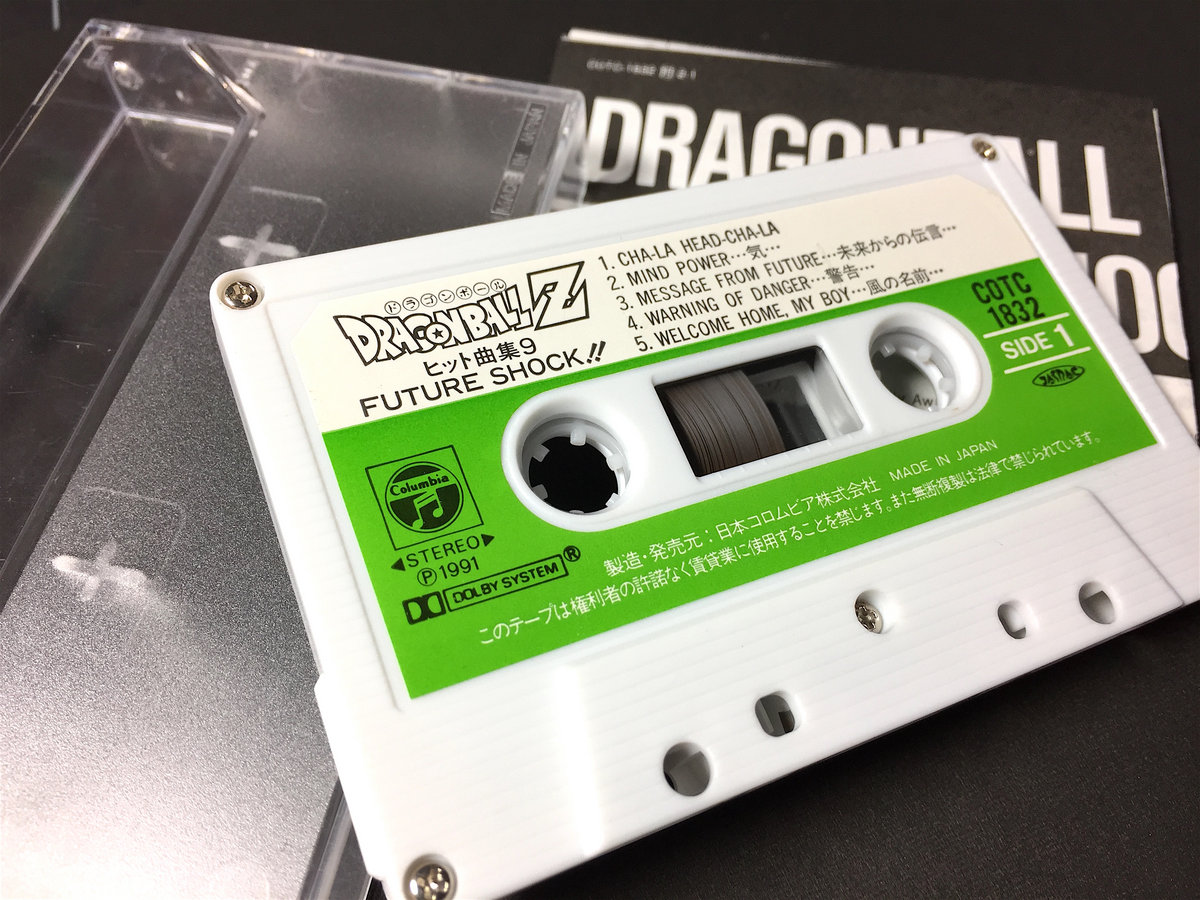 COTC-1832
DRAGONBALL
MADE IN JAPAN
ドラゴンボール
DRAGONBALL Z
ヒット曲集9
FUTURE SHOCK!!
1. CHA-LA HEAD-CHA-LA
2. MIND POWER…気…
3. MESSAGE FROM FUTURE…未来からの伝言…
4. WARNING OF DANGER…警告…
5. WELCOME HOME, MY BOY…風の名前…
COTC
1832
SIDE 1
JASRAC
Columbia
◀STEREO▶
Ⓟ1991
DOLBY SYSTEM®
製造・発売元：日本コロムビア株式会社 MADE IN JAPAN
このテープは権利者の許諾なく賃貸業に使用することを禁じます。また無断複製は法律で禁じられています。